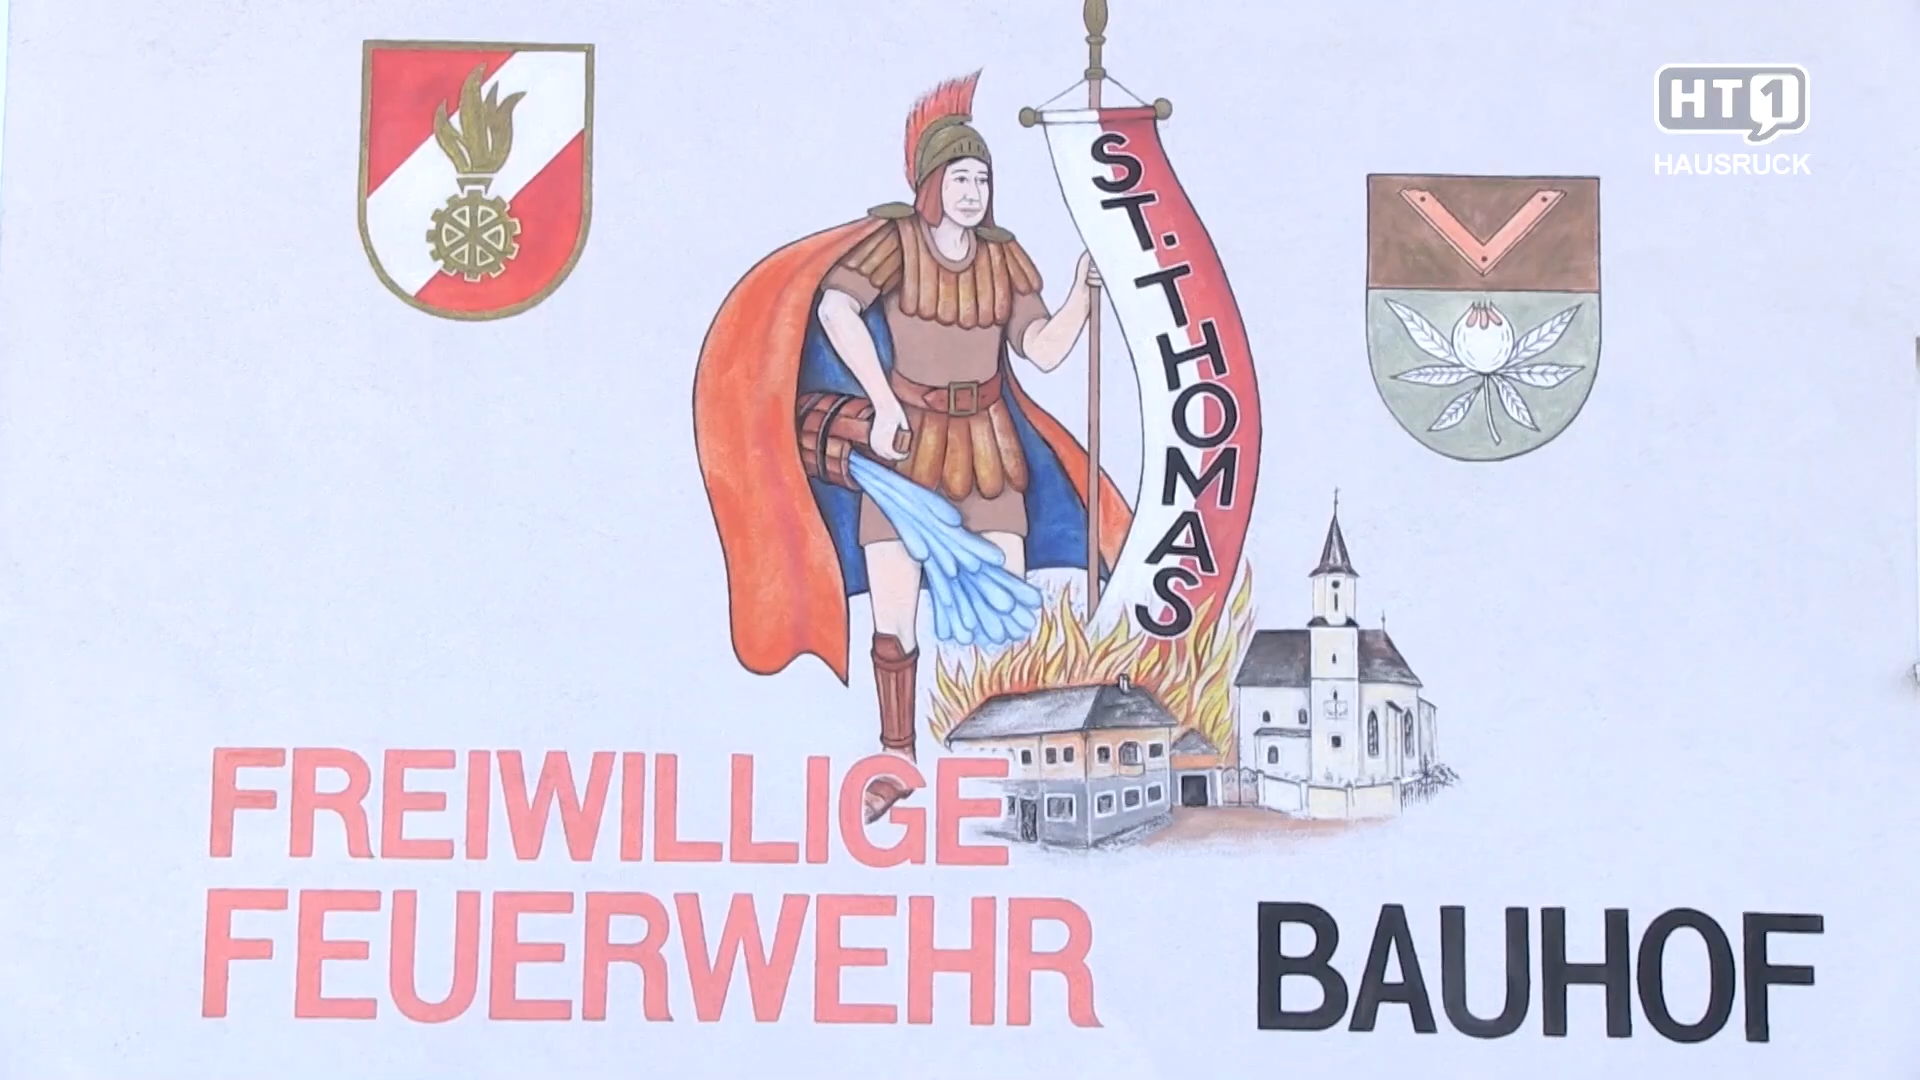 HT1
HAUSRUCK
ST. THOMAS
FREIWILLIGE
FEUERWEHR
BAUHOF